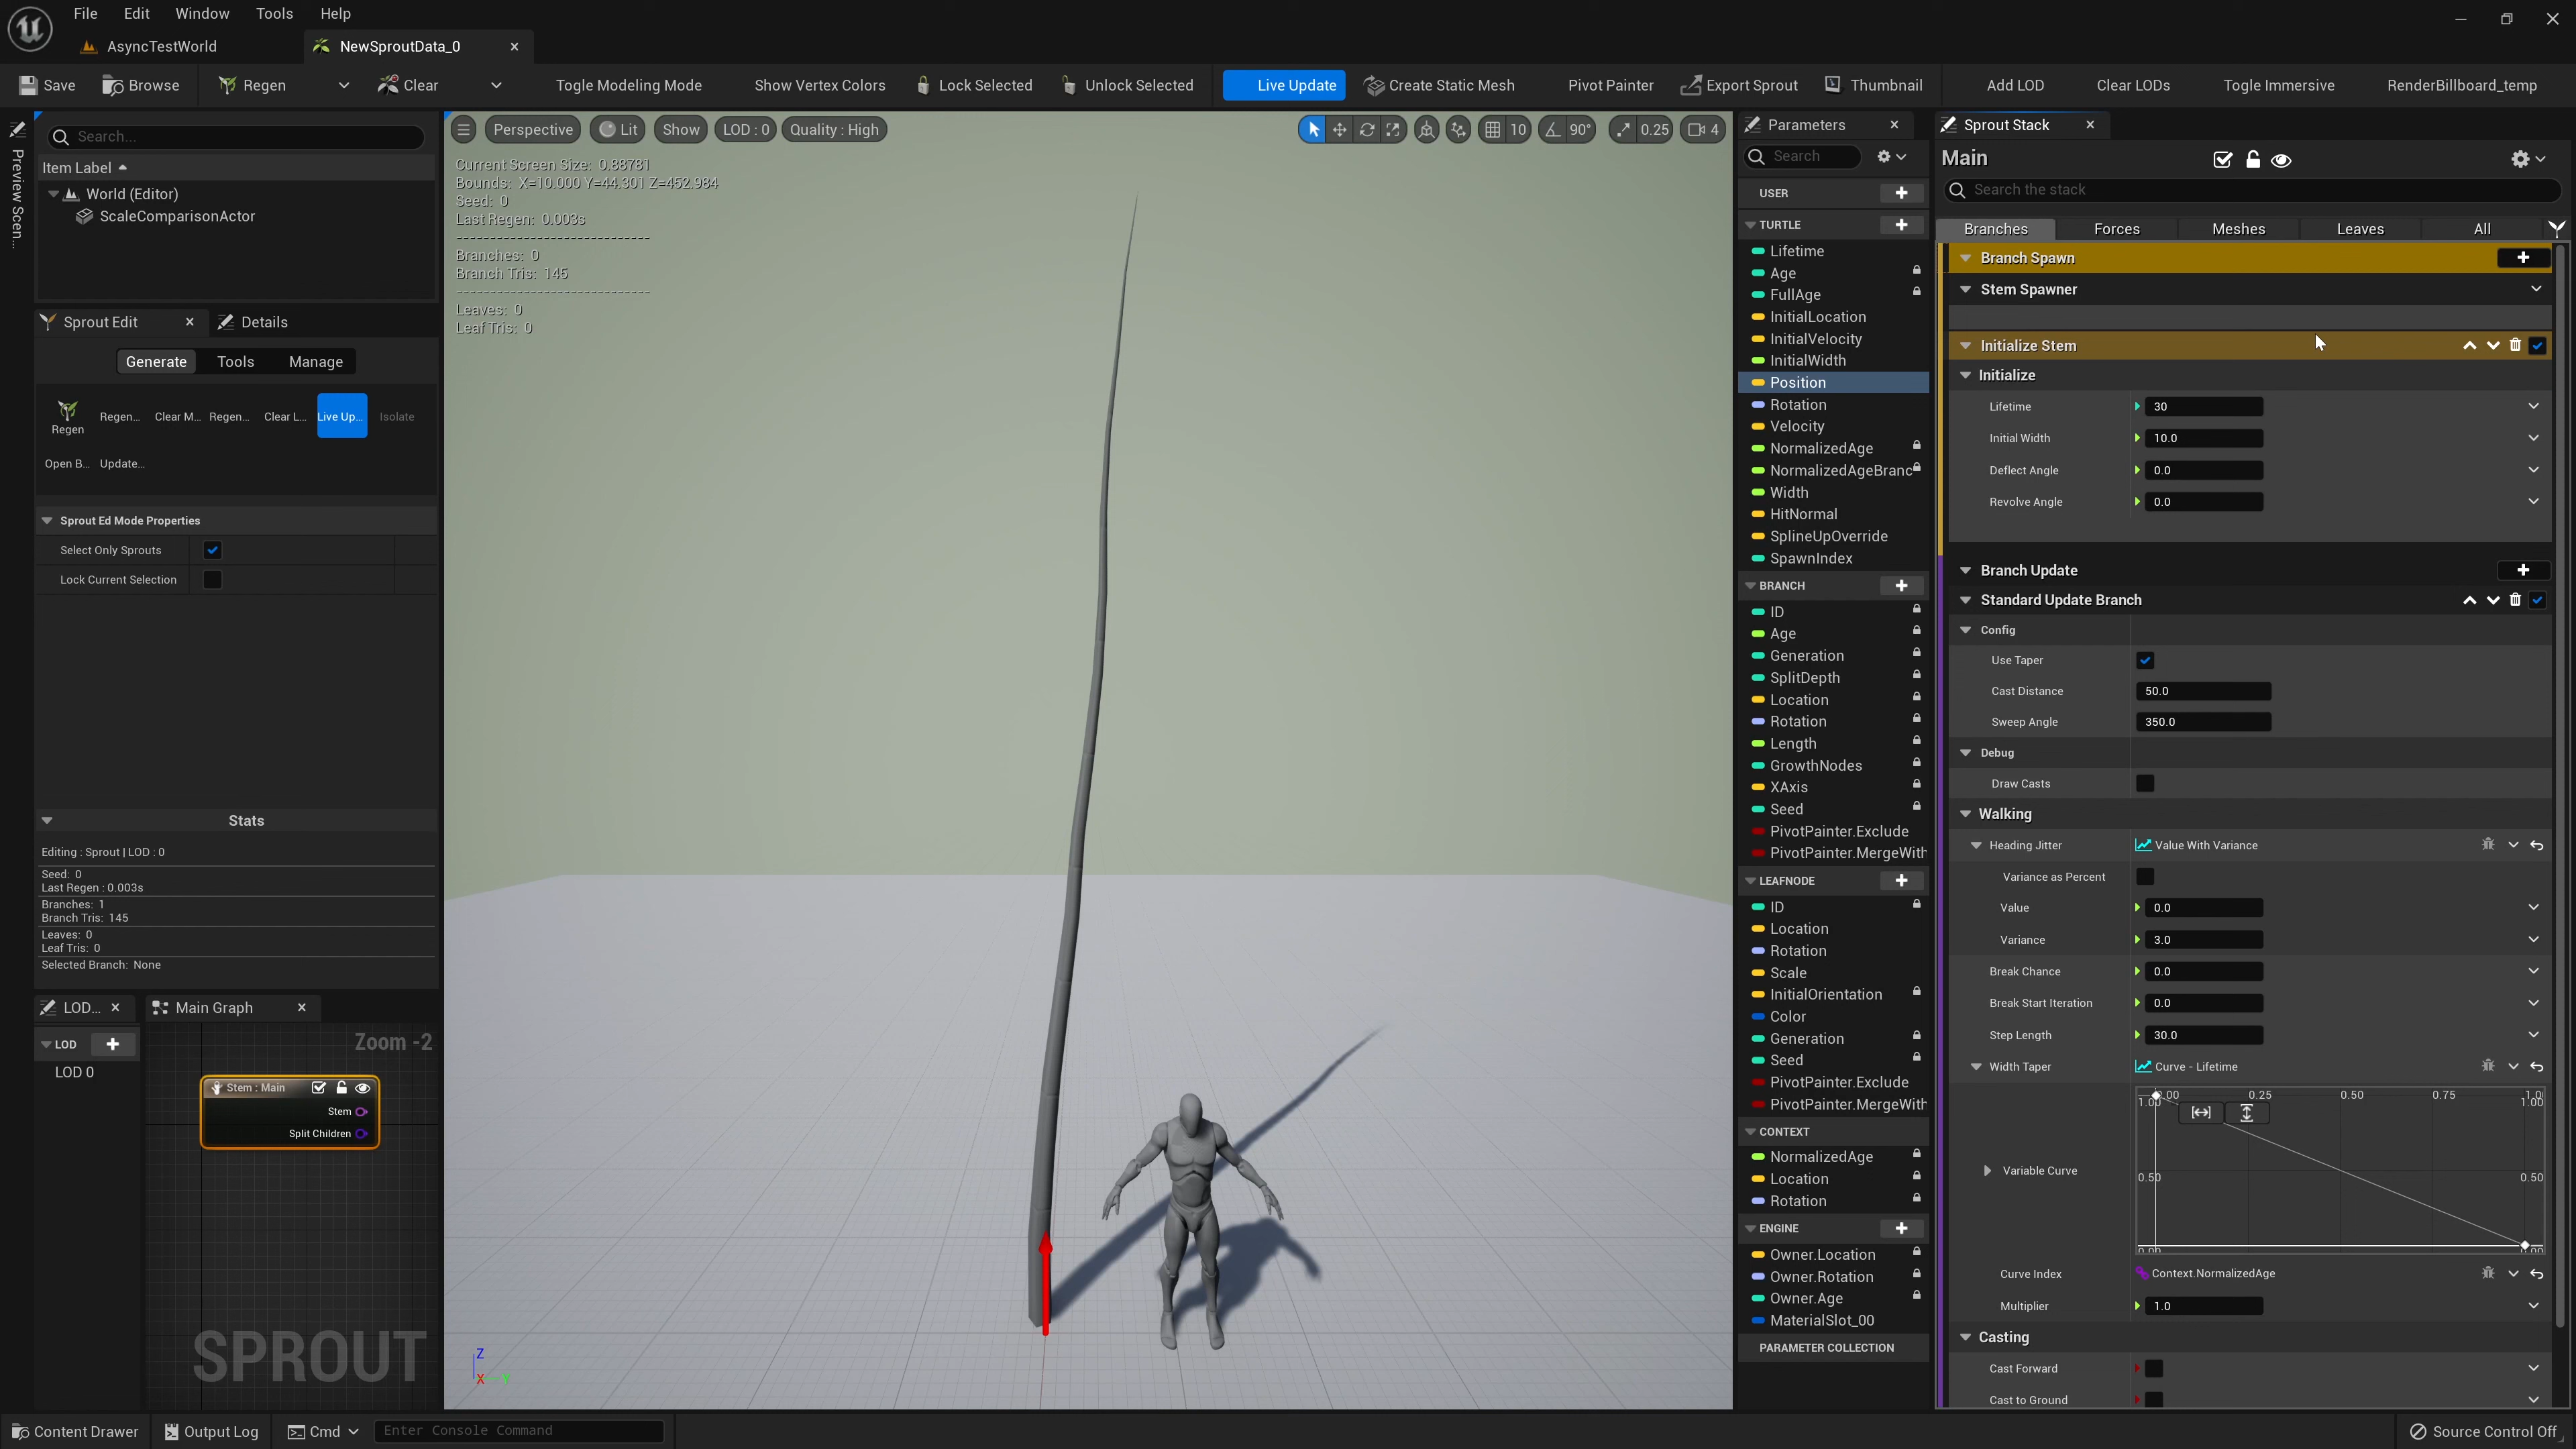 File Edit Window Tools Help
AsyncTestWorld
NewSproutData_0
Save Browse Regen Clear Togle Modeling Mode Show Vertex Colors Lock Selected Unlock Selected Live Update Create Static Mesh Pivot Painter Export Sprout Thumbnail Add LOD Clear LODs Togle Immersive RenderBillboard_temp
Preview Scen...
Search...
Item Label
World (Editor)
ScaleComparisonActor
Sprout Edit Details
Generate Tools Manage
Regen Regen... Clear M... Regen... Clear L... Live Up... Isolate
Open B... Update...
Sprout Ed Mode Properties
Select Only Sprouts
Lock Current Selection
Stats
Editing : Sprout | LOD : 0
Seed: 0
Last Regen : 0.003s
Branches: 1
Branch Tris: 145
Leaves: 0
Leaf Tris: 0
Selected Branch: None
LOD... Main Graph
LOD
LOD 0
Zoom -2
Stem : Main
Stem
Split Children
SPROUT
Perspective Lit Show LOD : 0 Quality : High
10 90° 0.25 4
Current Screen Size: 0.88781
Bounds: X=10.000 Y=44.301 Z=452.984
Seed: 0
Last Regen: 0.003s
----------------------------
Branches: 0
Branch Tris: 145
----------------------------
Leaves: 0
Leaf Tris: 0
Z
X Y
Parameters
Search
USER
TURTLE
Lifetime
Age
FullAge
InitialLocation
InitialVelocity
InitialWidth
Position
Rotation
Velocity
NormalizedAge
NormalizedAgeBranc
Width
HitNormal
SplineUpOverride
SpawnIndex
BRANCH
ID
Age
Generation
SplitDepth
Location
Rotation
Length
GrowthNodes
XAxis
Seed
PivotPainter.Exclude
PivotPainter.MergeWith
LEAFNODE
ID
Location
Rotation
Scale
InitialOrientation
Color
Generation
Seed
PivotPainter.Exclude
PivotPainter.MergeWith
CONTEXT
NormalizedAge
Location
Rotation
ENGINE
Owner.Location
Owner.Rotation
Owner.Age
MaterialSlot_00
PARAMETER COLLECTION
Sprout Stack
Main
Search the stack
Branches Forces Meshes Leaves All
Branch Spawn
Stem Spawner
Initialize Stem
Initialize
Lifetime 30
Initial Width 10.0
Deflect Angle 0.0
Revolve Angle 0.0
Branch Update
Standard Update Branch
Config
Use Taper
Cast Distance 50.0
Sweep Angle 350.0
Debug
Draw Casts
Walking
Heading Jitter Value With Variance
Variance as Percent
Value 0.0
Variance 3.0
Break Chance 0.0
Break Start Iteration 0.0
Step Length 30.0
Width Taper Curve - Lifetime
0.25 0.50 0.75
1.00
Variable Curve
0.50 0.50
Curve Index Context.NormalizedAge
Multiplier 1.0
Casting
Cast Forward
Cast to Ground
Content Drawer Output Log Cmd Enter Console Command Source Control Off